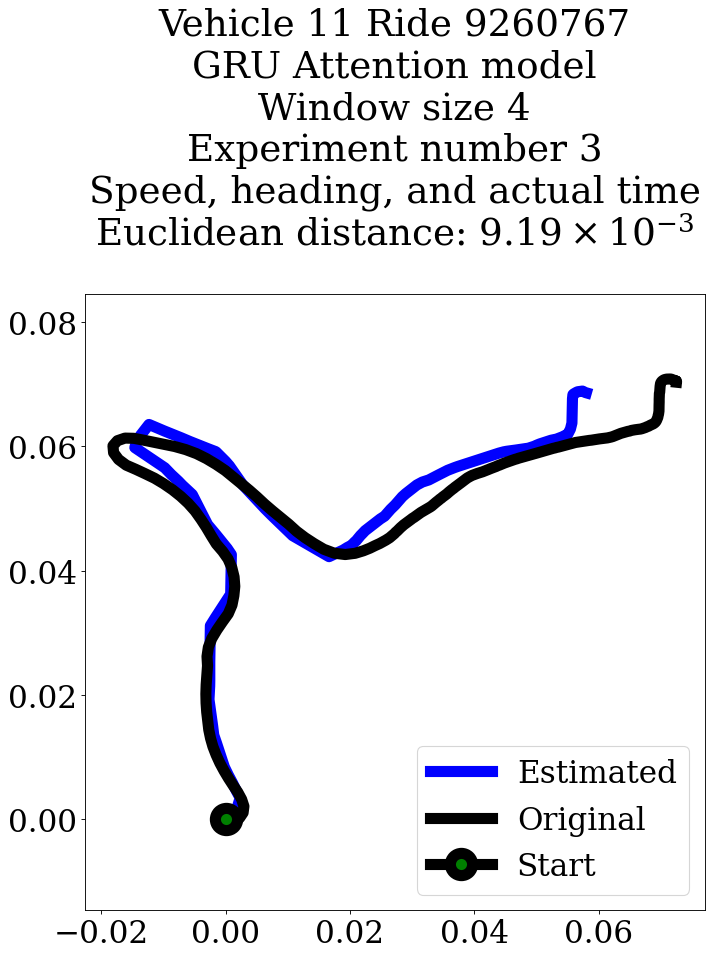 Vehicle 11 Ride 9260767
GRU Attention model
Window size 4
Experiment number 3
Speed, heading, and actual time
Euclidean distance: 9.19 × 10⁻³
0.08
0.06
0.04
0.02
0.00
Estimated
Original
Start
−0.02 0.00 0.02 0.04 0.06